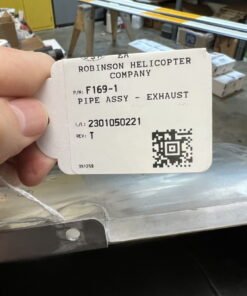 ROBINSON HELICOPTER
COMPANY
P/N: F169-1
PIPE ASSY - EXHAUST
2301050221
REV: T